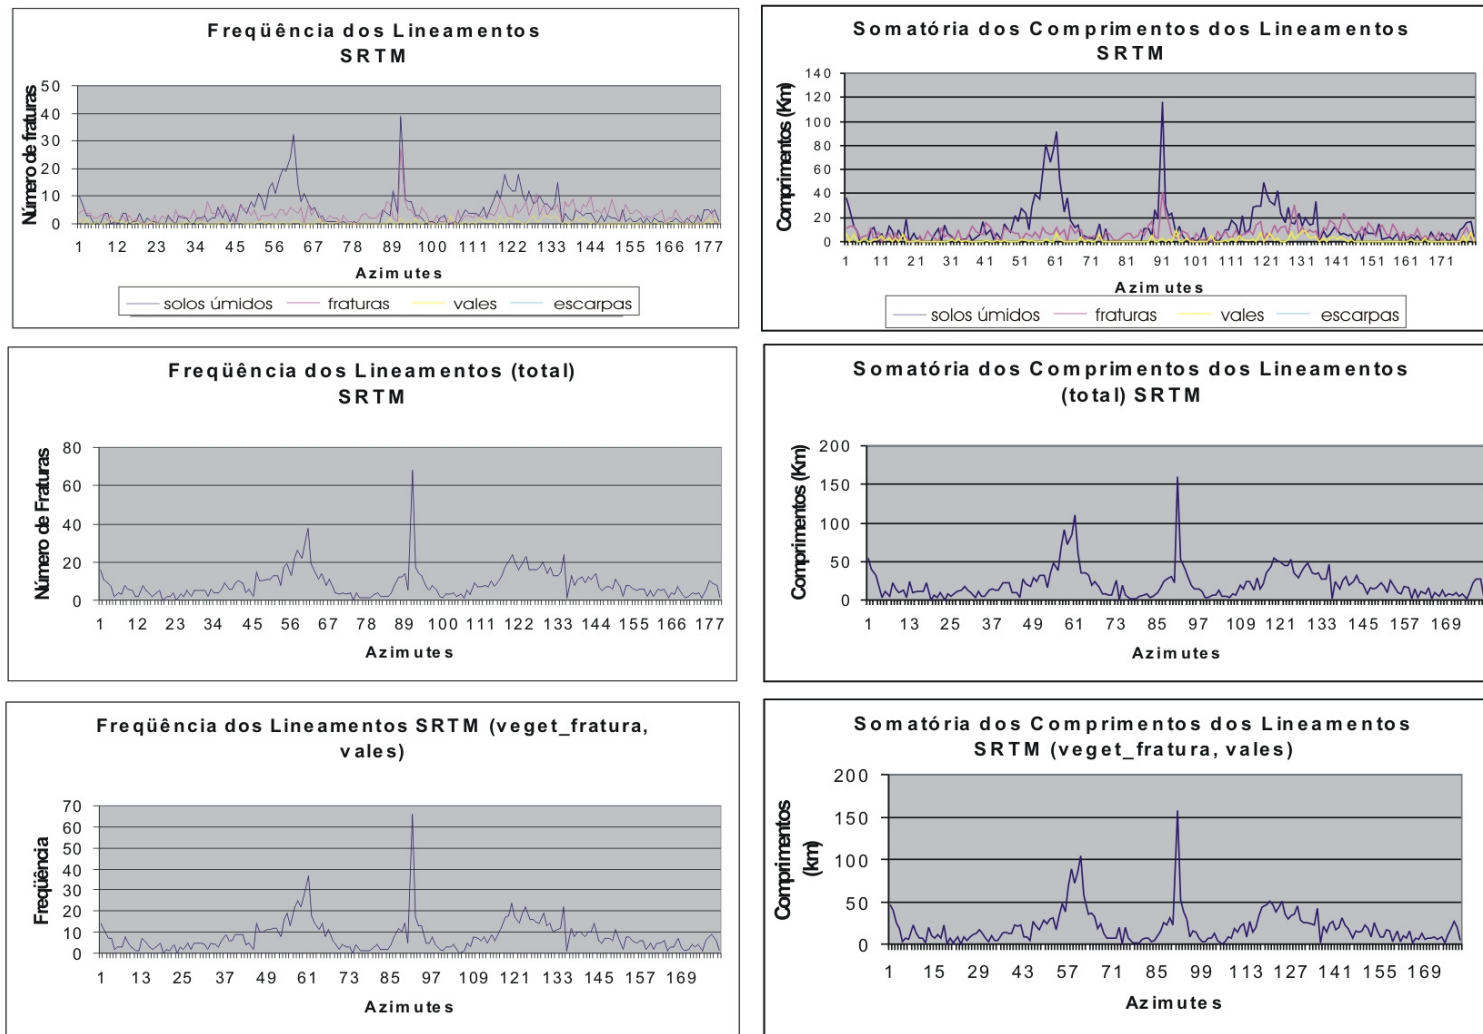 Freqüência dos Lineamentos
SRTM
Número de fraturas
50
40
30
20
10
0
1 12 23 34 45 56 67 78 89 100 111 122 133 144 155 166 177
Azimutes
solos úmidos fraturas vales escarpas
Somatória dos Comprimentos dos Lineamentos
SRTM
Comprimentos (Km)
140
120
100
80
60
40
20
0
1 11 21 31 41 51 61 71 81 91 101 111 121 131 141 151 161 171
Azimutes
solos úmidos fraturas vales escarpas
Freqüência dos Lineamentos (total)
SRTM
Número de Fraturas
80
60
40
20
0
1 12 23 34 45 56 67 78 89 100 111 122 133 144 155 166 177
Azimutes
Somatória dos Comprimentos dos Lineamentos
(total) SRTM
Comprimentos (Km)
200
150
100
50
0
1 13 25 37 49 61 73 85 97 109 121 133 145 157 169
Azimutes
Freqüência dos Lineamentos SRTM (veget_fratura,
vales)
Freqüência
70
60
50
40
30
20
10
0
1 13 25 37 49 61 73 85 97 109 121 133 145 157 169
Azimutes
Somatória dos Comprimentos dos Lineamentos
SRTM (veget_fratura, vales)
Comprimentos
(km)
200
150
100
50
0
1 15 29 43 57 71 85 99 113 127 141 155 169
Azimutes